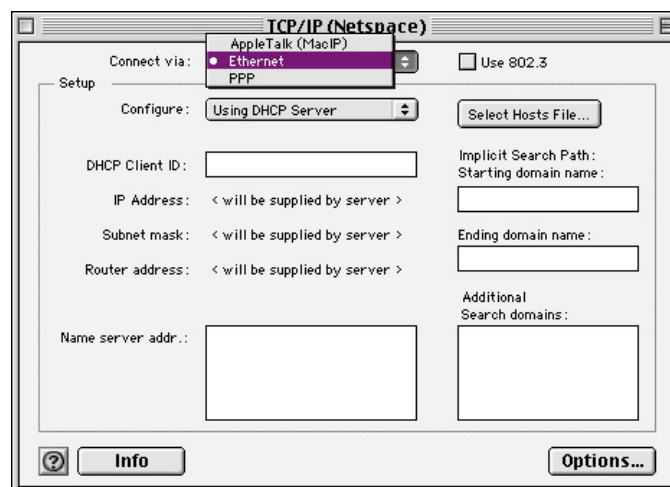 TCP/IP (Netspace)
AppleTalk (MacIP)
Connect via:
Ethernet
Use 802.3
PPP
Setup
Configure:
Using DHCP Server
Select Hosts File...
Implicit Search Path:
Starting domain name:
DHCP Client ID:
IP Address:
< will be supplied by server >
Subnet mask:
< will be supplied by server >
Ending domain name:
Router address:
< will be supplied by server >
Additional
Search domains:
Name server addr.:
?
Info
Options...